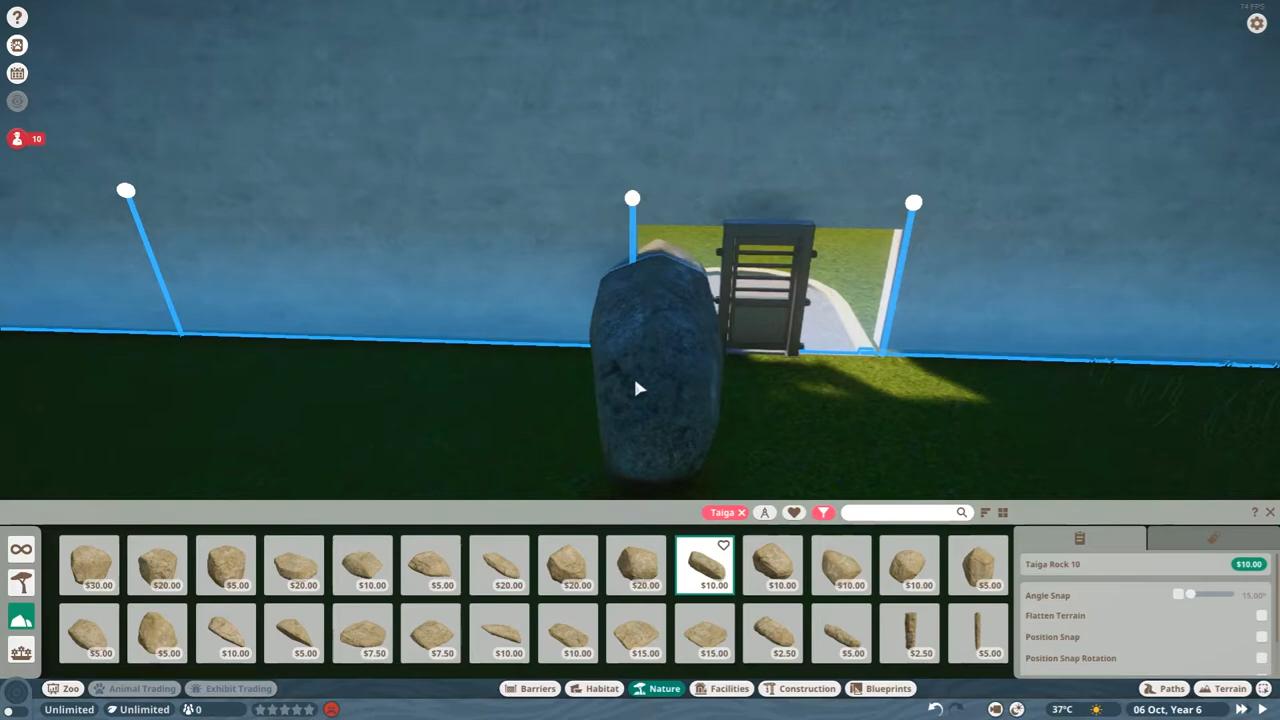 74 FPS
?
10
Taiga ×
? ×
$30.00 $20.00 $5.00 $20.00 $10.00 $5.00 $20.00 $20.00 $20.00 $10.00 $10.00 $10.00 $10.00 $5.00
$5.00 $5.00 $10.00 $5.00 $7.50 $7.50 $10.00 $10.00 $15.00 $15.00 $2.50 $5.00 $2.50 $5.00
Taiga Rock 10 $10.00
Angle Snap 15.00°
Flatten Terrain
Position Snap
Position Snap Rotation
Zoo Animal Trading Exhibit Trading Barriers Habitat Nature Facilities Construction Blueprints Paths Terrain
Unlimited Unlimited 0 37°C 06 Oct, Year 6